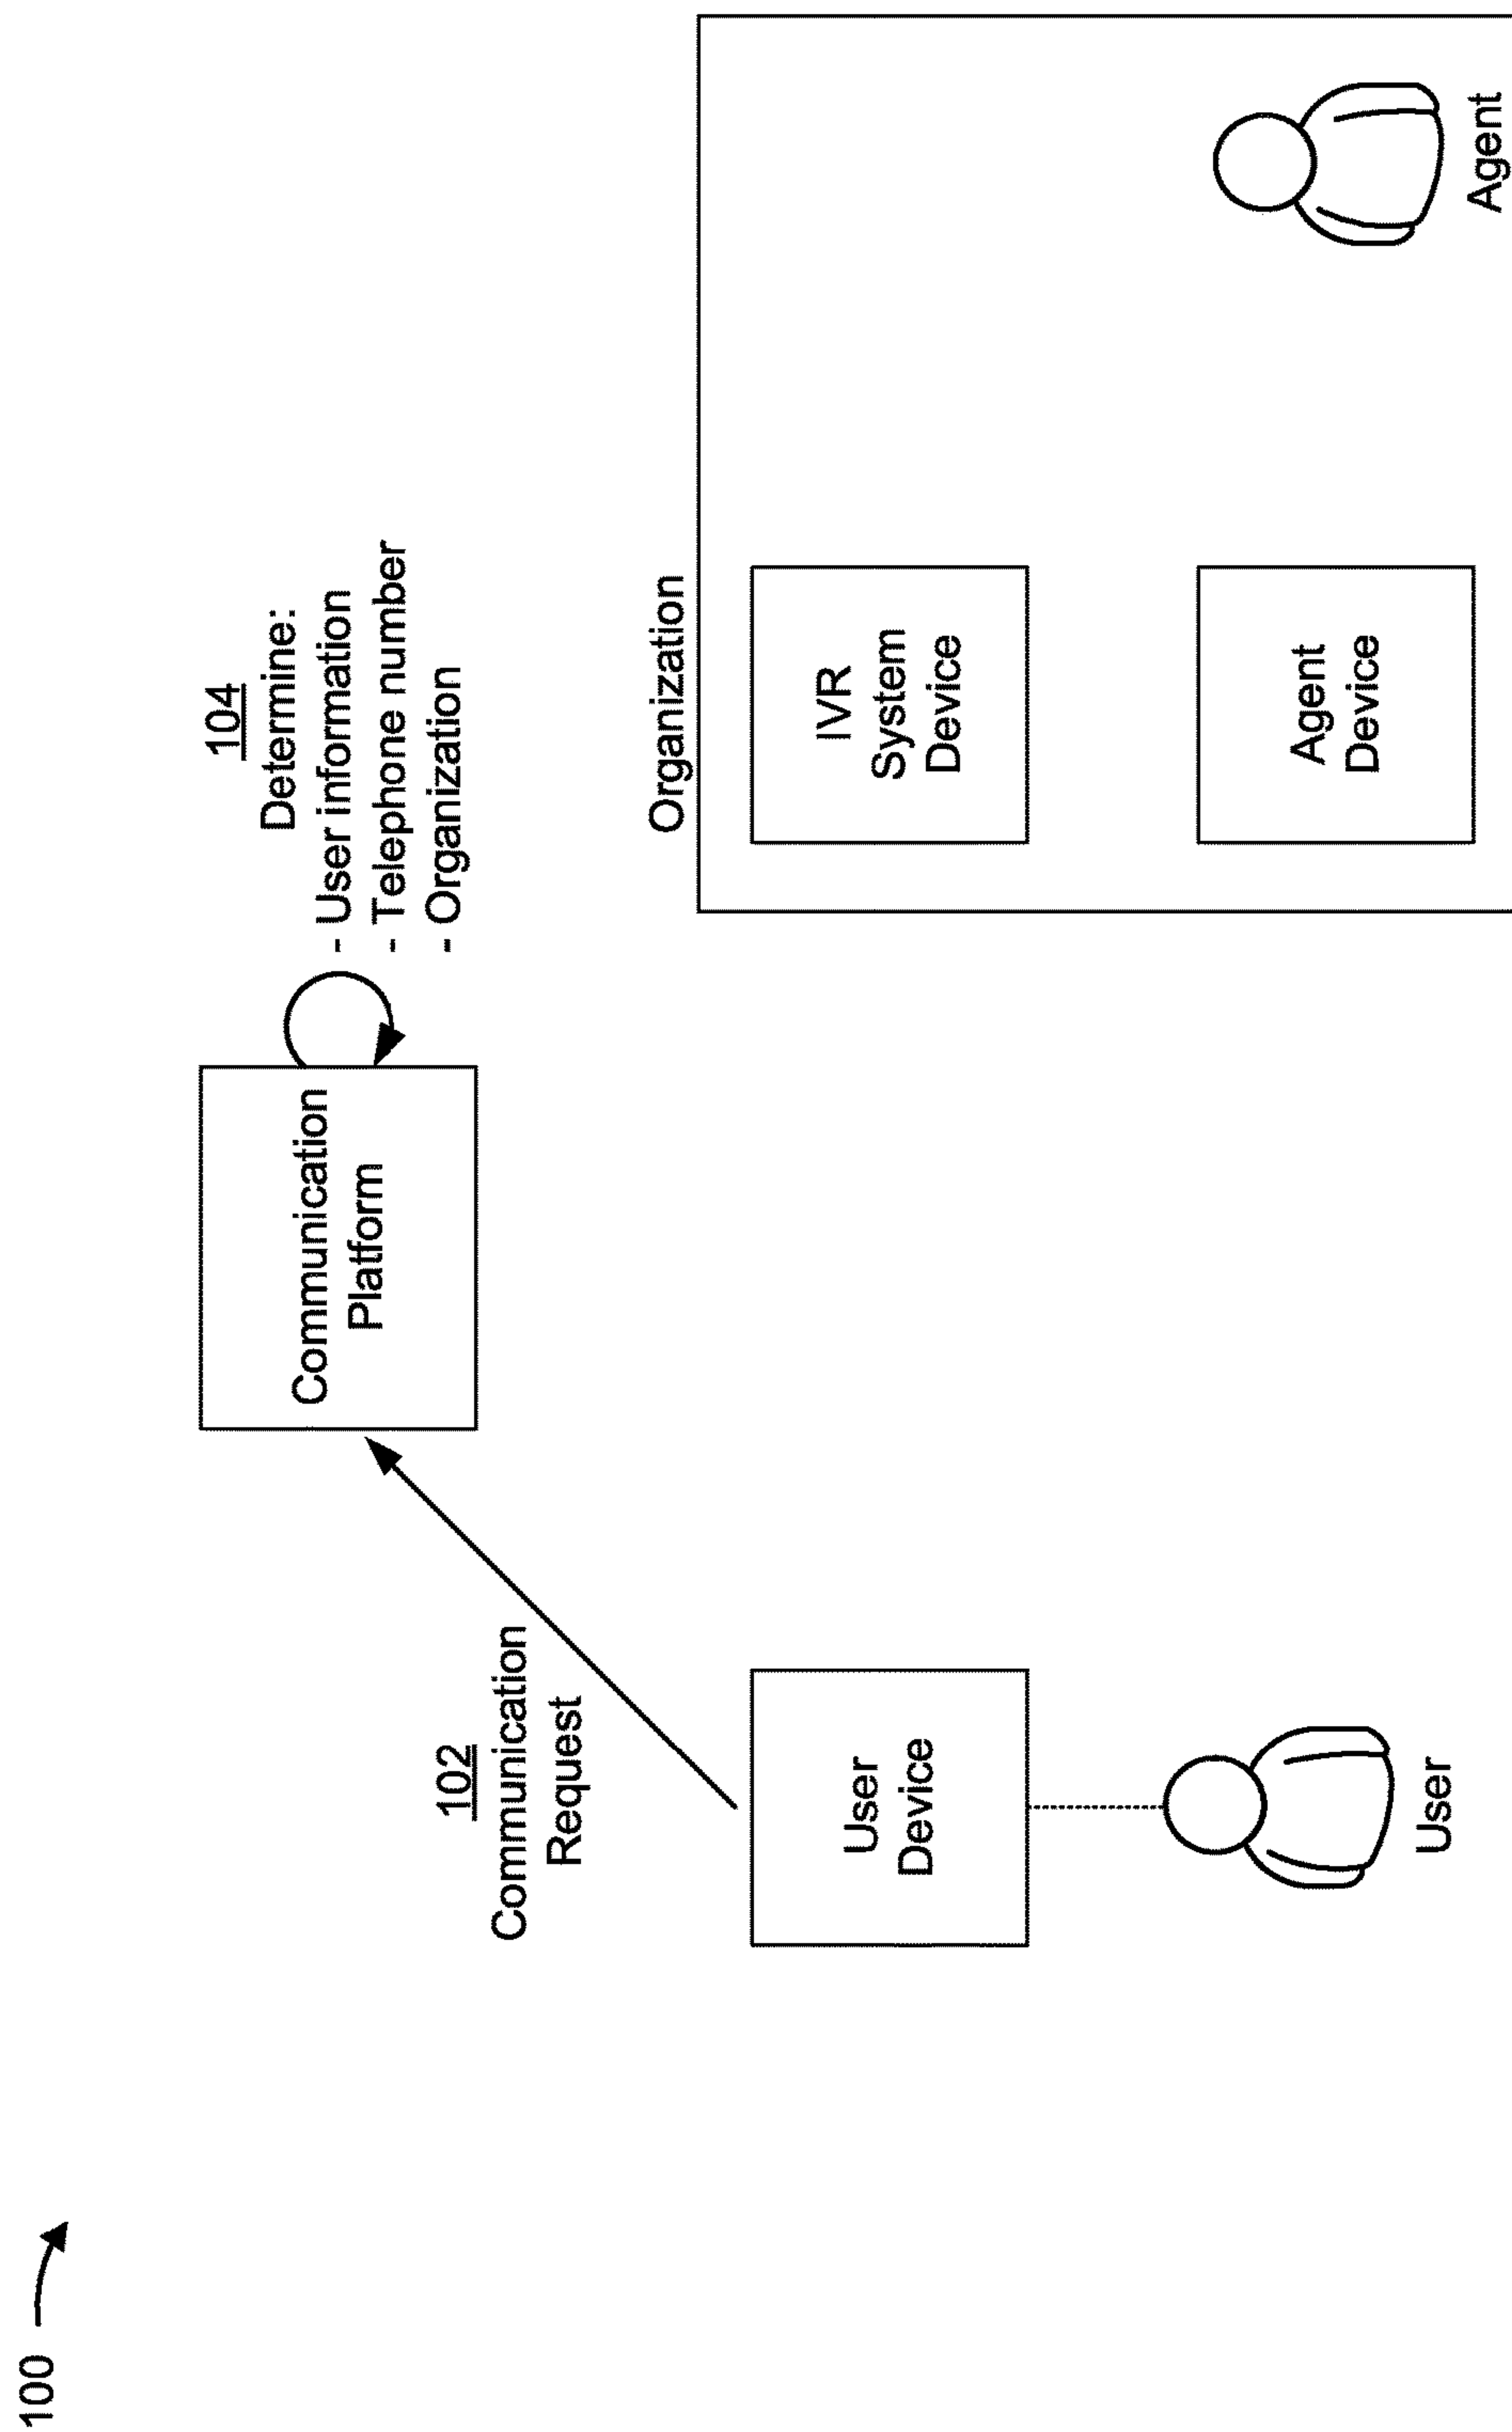 100
104
Determine:
- User information
- Telephone number
- Organization
Communication
Platform
102
Communication
Request
Organization
IVR
System
Device
User
Device
Agent
Device
User
Agent